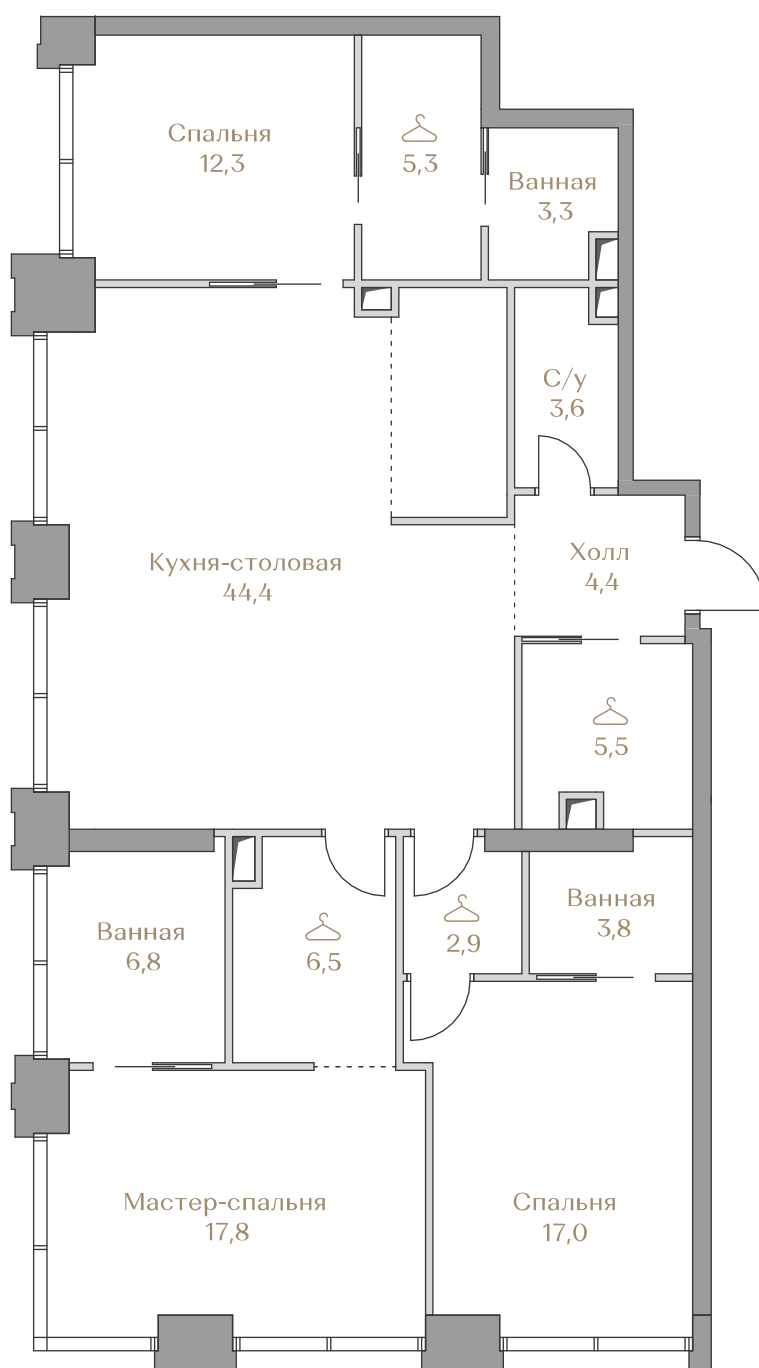 Спальня
12,3
5,3
Ванная
3,3
С/у
3,6
Кухня-столовая
44,4
Холл
4,4
5,5
Ванная
6,8
6,5
2,9
Ванная
3,8
Мастер-спальня
17,8
Спальня
17,0